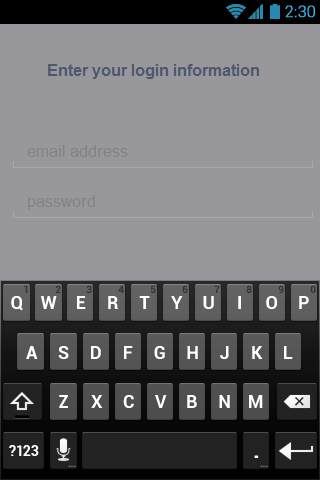 2:30
Enter your login information
email address
password
1 2 3 4 5 6 7 8 9 0
Q W E R T Y U I O P
A S D F G H J K L
Z X C V B N M
?123 ... . ...